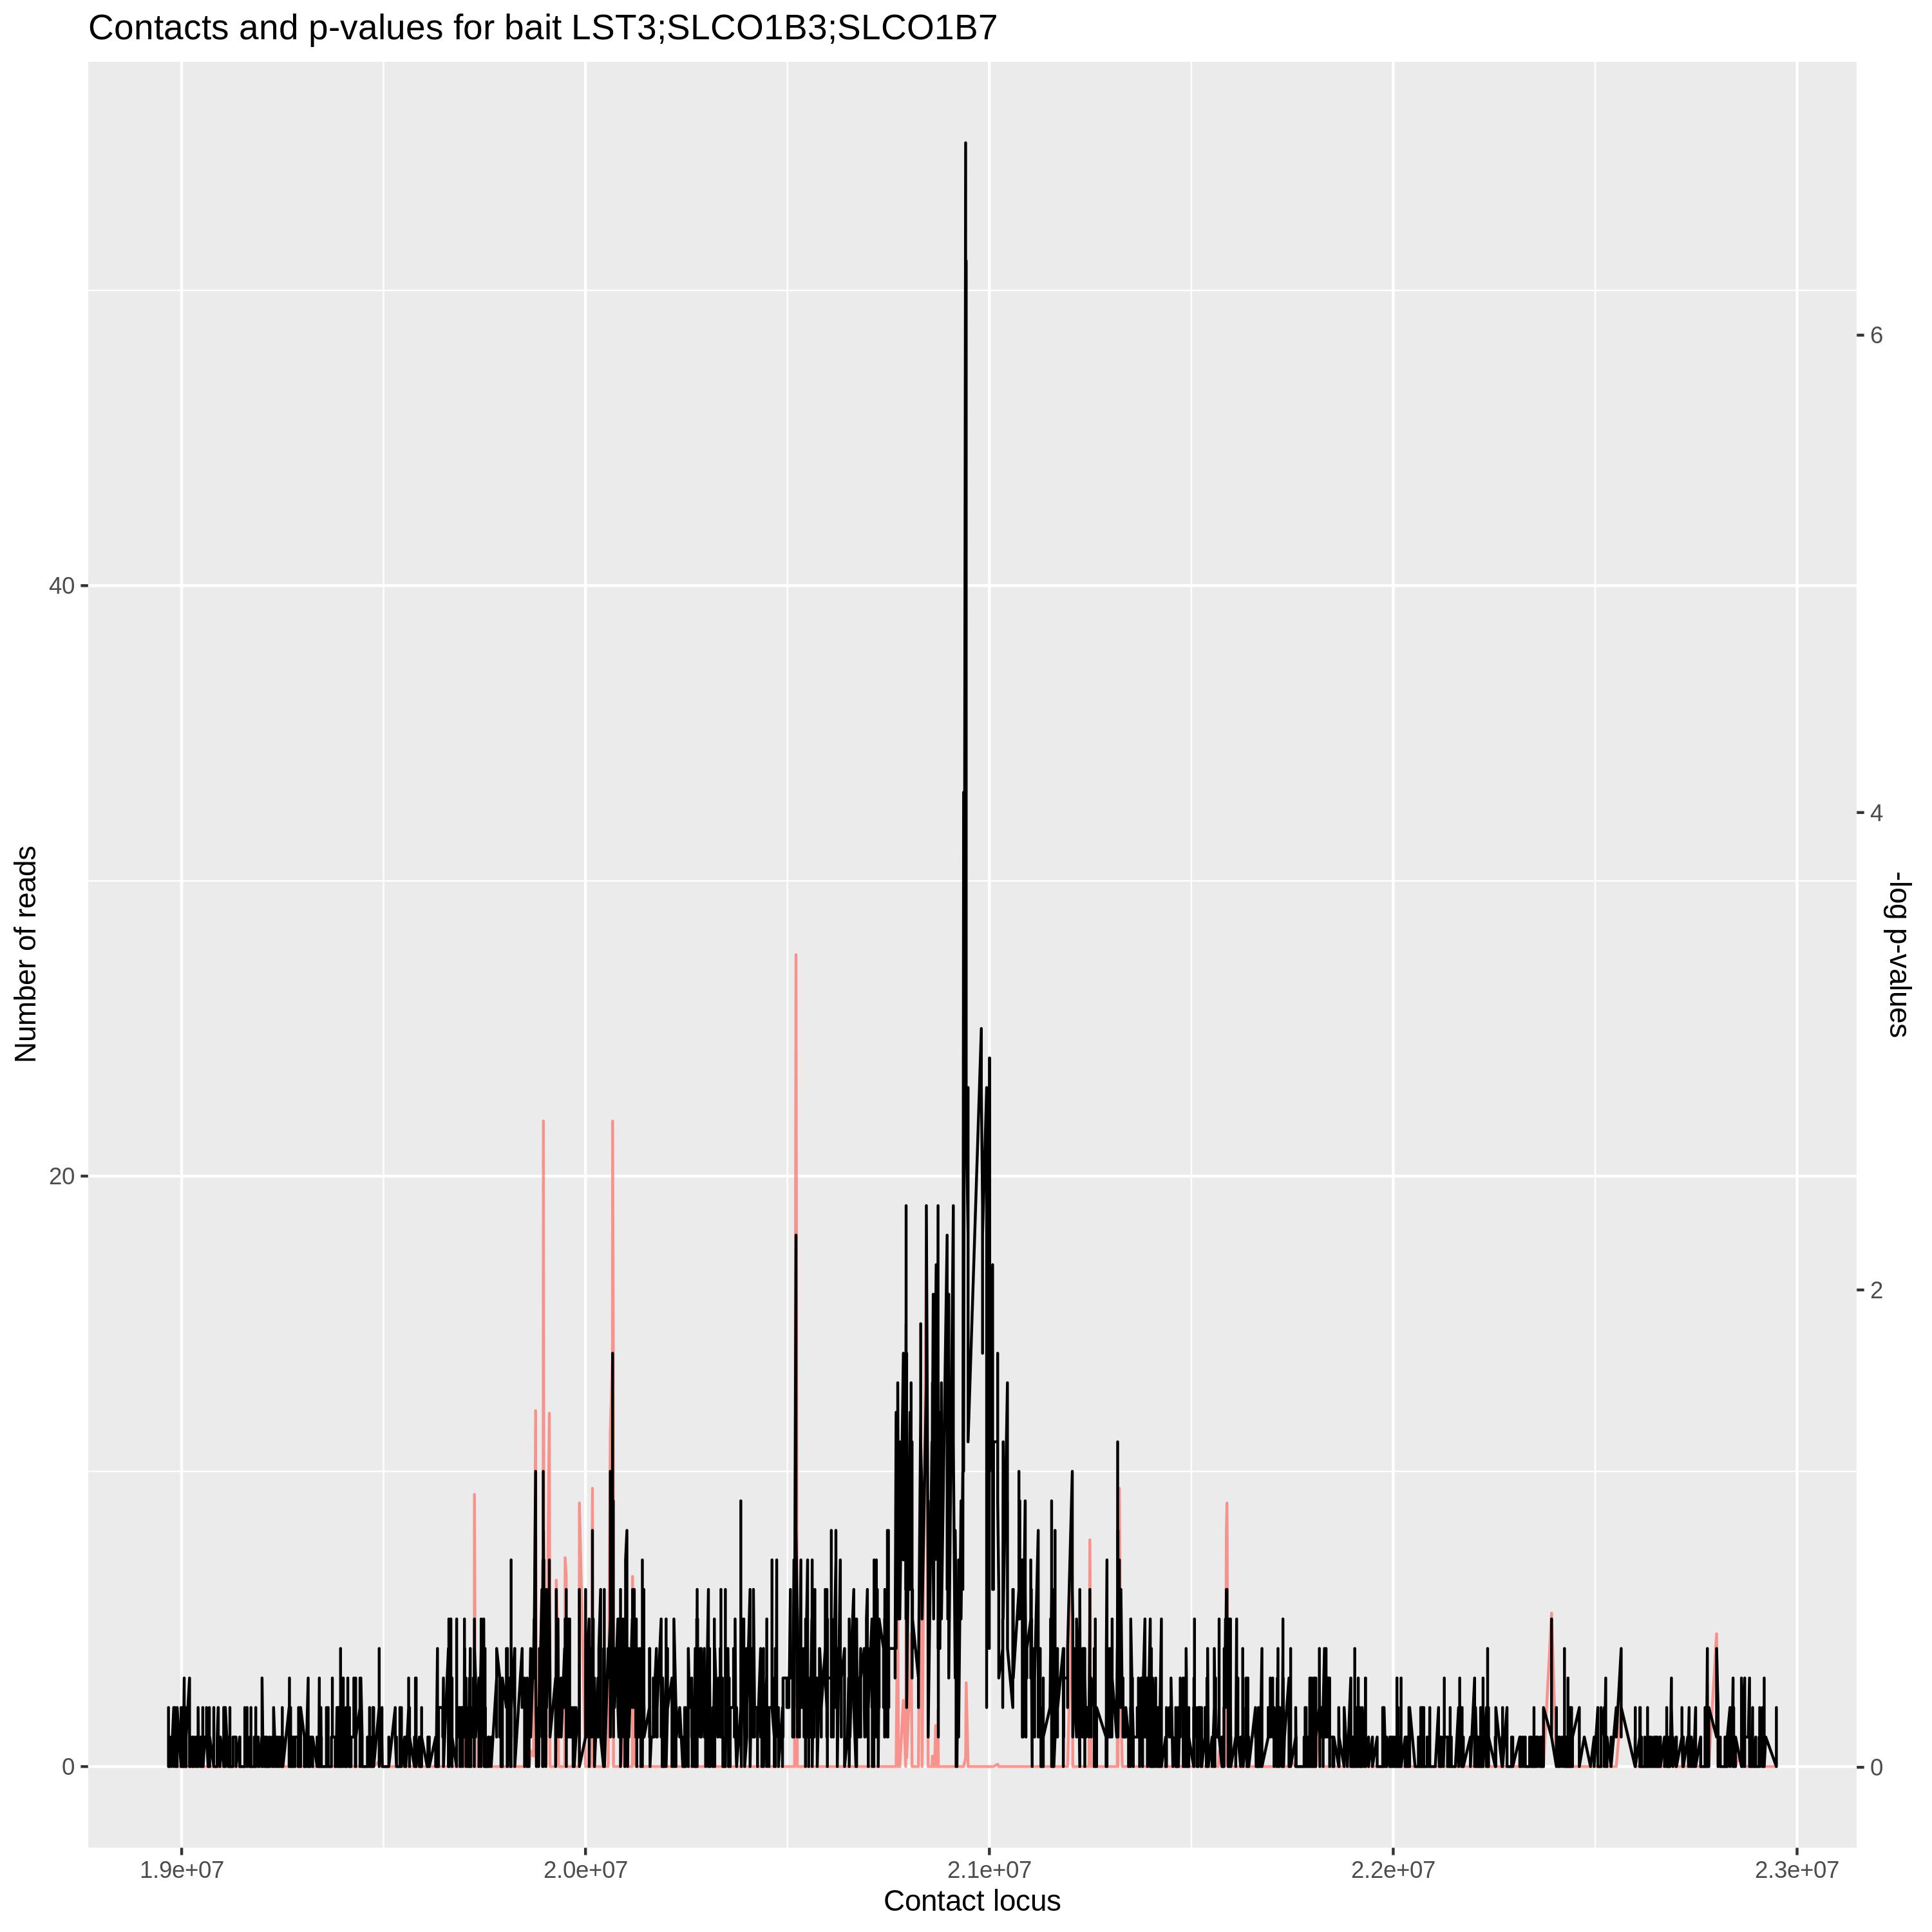 Contacts and p-values for bait LST3;SLCO1B3;SLCO1B7
Number of reads
40
20
0
6
4
2
0
-log p-values
1.9e+07 2.0e+07 2.1e+07 2.2e+07 2.3e+07
Contact locus